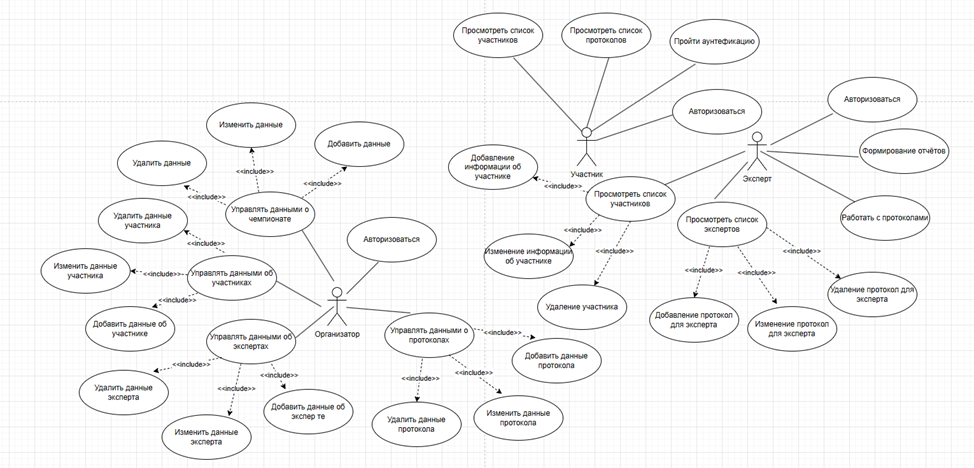 Просмотреть список
участников
Просмотреть список
протоколов
Пройти аунтефикацию
Авторизоваться
Авторизоваться
Формирование отчётов
Работать с протоколами
Участник
Эксперт
Добавление
информации об
участнике
<<include>>
Просмотреть список
участников
<<include>>
<<include>>
Изменение информации
об участнике
Удаление участника
Просмотреть список
экспертов
<<include>>
<<include>>
<<include>>
Удаление протокол для
эксперта
Добавление протокол
для эксперта
Изменение протокол
для эксперта
Изменить данные
Добавить данные
Удалить данные
<<include>>
<<include>>
<<include>>
Управлять данными о
чемпионате
Удалить данные
участника
<<include>>
Авторизоваться
Изменить данные
участника
<<include>>
Управлять данными об
участниках
<<include>>
Добавить данные об
участнике
Организатор
Управлять данными об
экспертах
<<include>>
<<include>>
<<include>>
Удалить данные
эксперта
Изменить данные
эксперта
Добавить данные об
экспер те
Управлять данными о
протоколах
<<include>>
<<include>>
<<include>>
Добавить данные
протокола
Удалить данные
протокола
Изменить данные
протокола